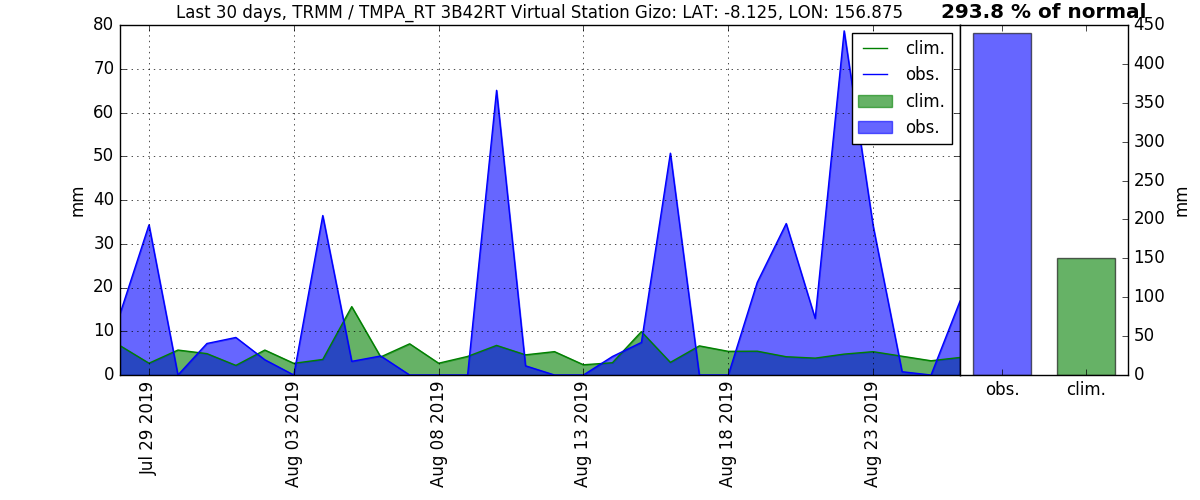 Last 30 days, TRMM / TMPA_RT 3B42RT Virtual Station Gizo: LAT: -8.125, LON: 156.875
293.8 % of normal
80
70
60
50
40
30
20
10
0
mm
clim.
obs.
clim.
obs.
Jul 29 2019
Aug 03 2019
Aug 08 2019
Aug 13 2019
Aug 18 2019
Aug 23 2019
450
400
350
300
250
200
150
100
50
0
mm
obs.
clim.